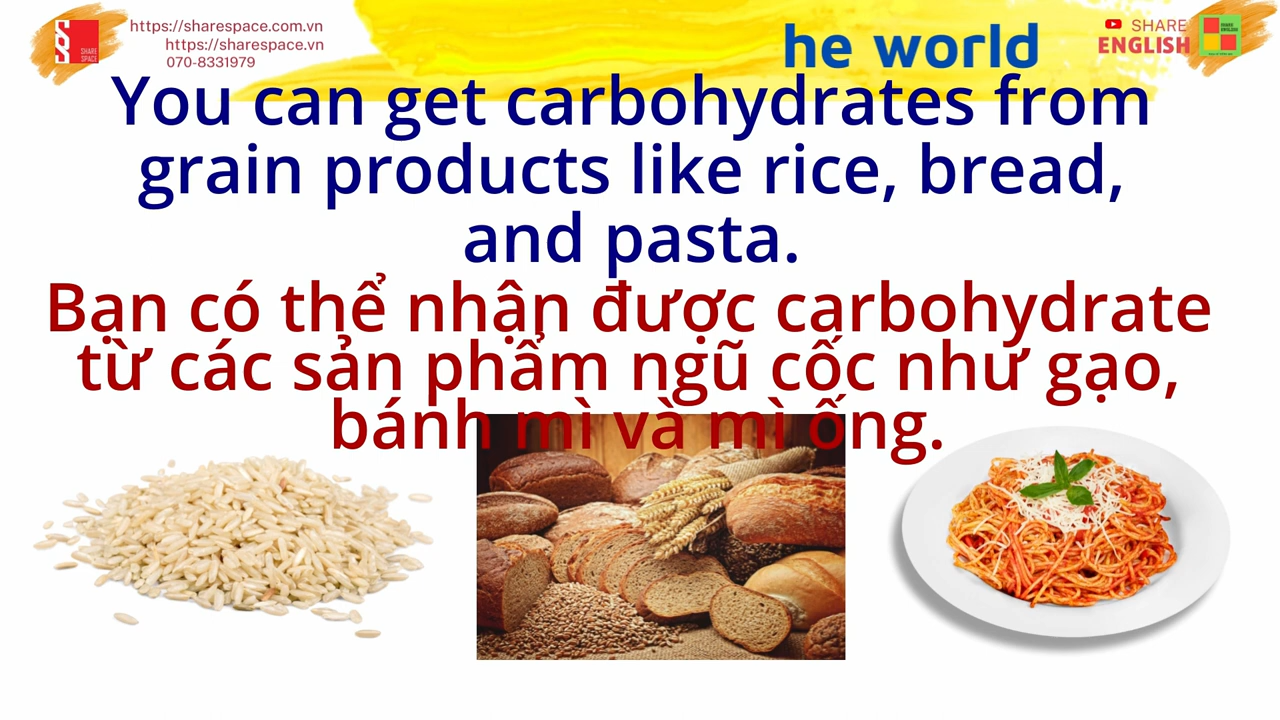 https://sharespace.com.vn
https://sharespace.vn
070-8331979
SHARE
SPACE
he world
SHARE
ENGLISH
You can get carbohydrates from
grain products like rice, bread,
and pasta.
Bạn có thể nhận được carbohydrate
từ các sản phẩm ngũ cốc như gạo,
bánh mì và mì ống.